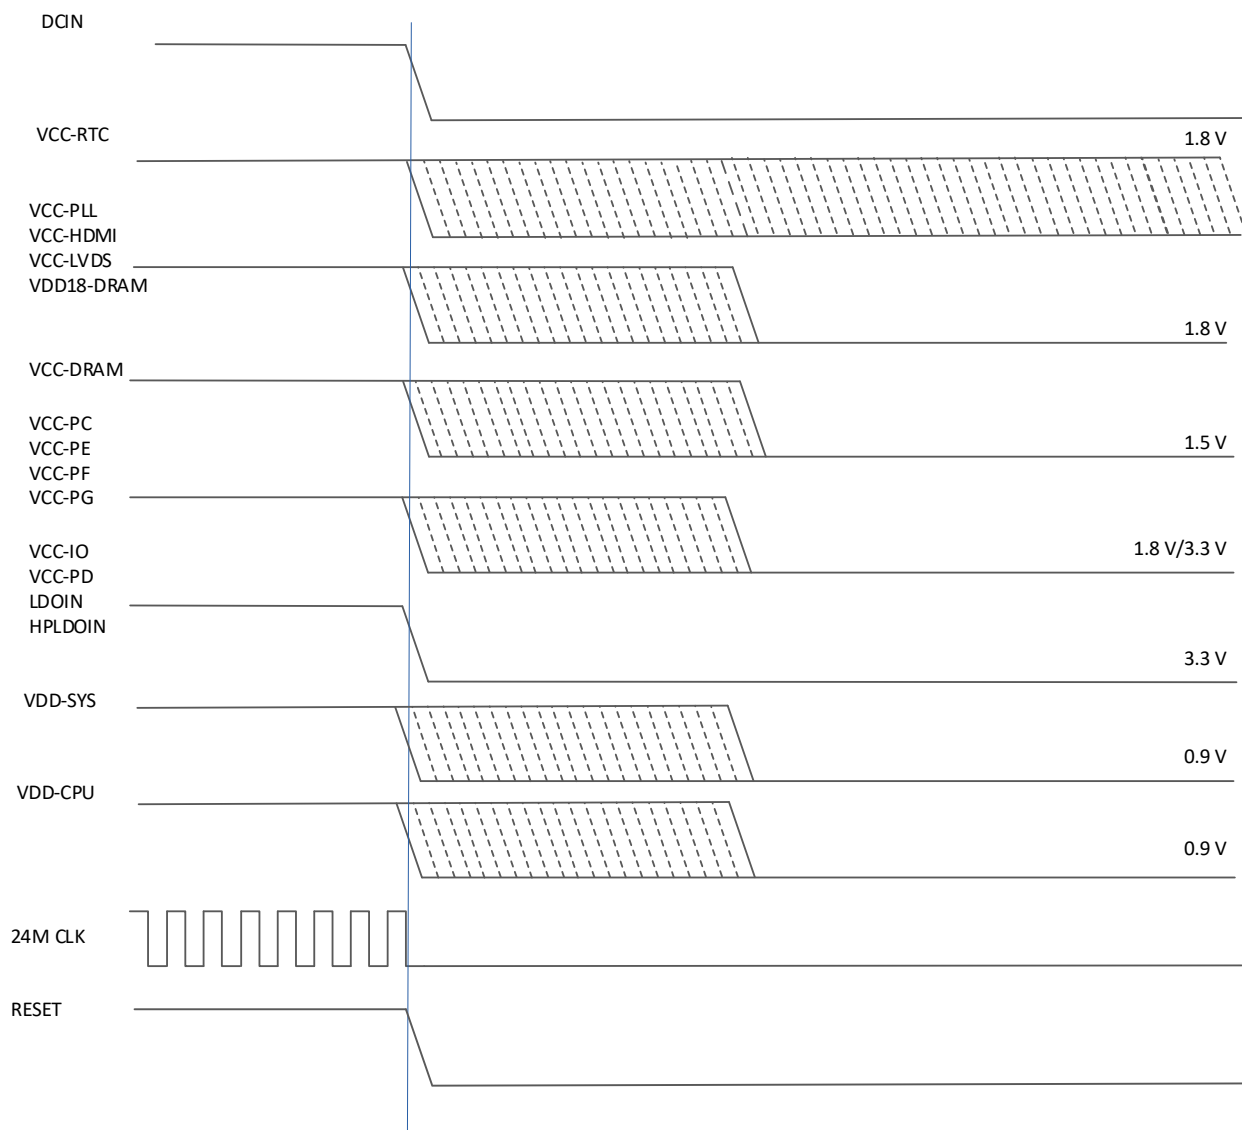 DCIN
VCC-RTC
1.8 V
VCC-PLL
VCC-HDMI
VCC-LVDS
VDD18-DRAM
1.8 V
VCC-DRAM
1.5 V
VCC-PC
VCC-PE
VCC-PF
VCC-PG
1.8 V/3.3 V
VCC-IO
VCC-PD
LDOIN
HPLDOIN
3.3 V
VDD-SYS
0.9 V
VDD-CPU
0.9 V
24M CLK
RESET